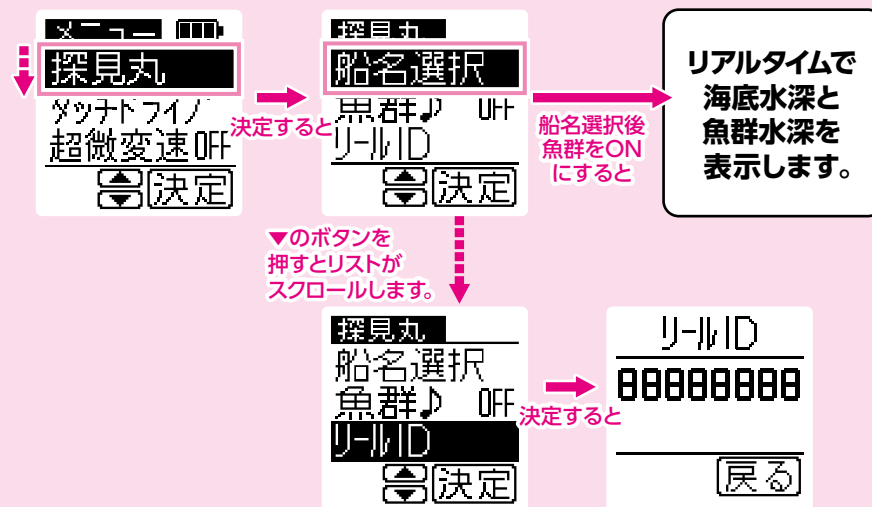 メニュー
探見丸
タッチドライブ
超微変速OFF
決定
決定すると
探見丸
船名選択
魚群♪ OFF
リールID
決定
船名選択後
魚群をON
にすると
リアルタイムで
海底水深と
魚群水深を
表示します。
▼のボタンを
押すとリストが
スクロールします。
探見丸
船名選択
魚群♪ OFF
リールID
決定
決定すると
リールID
88888888
戻る